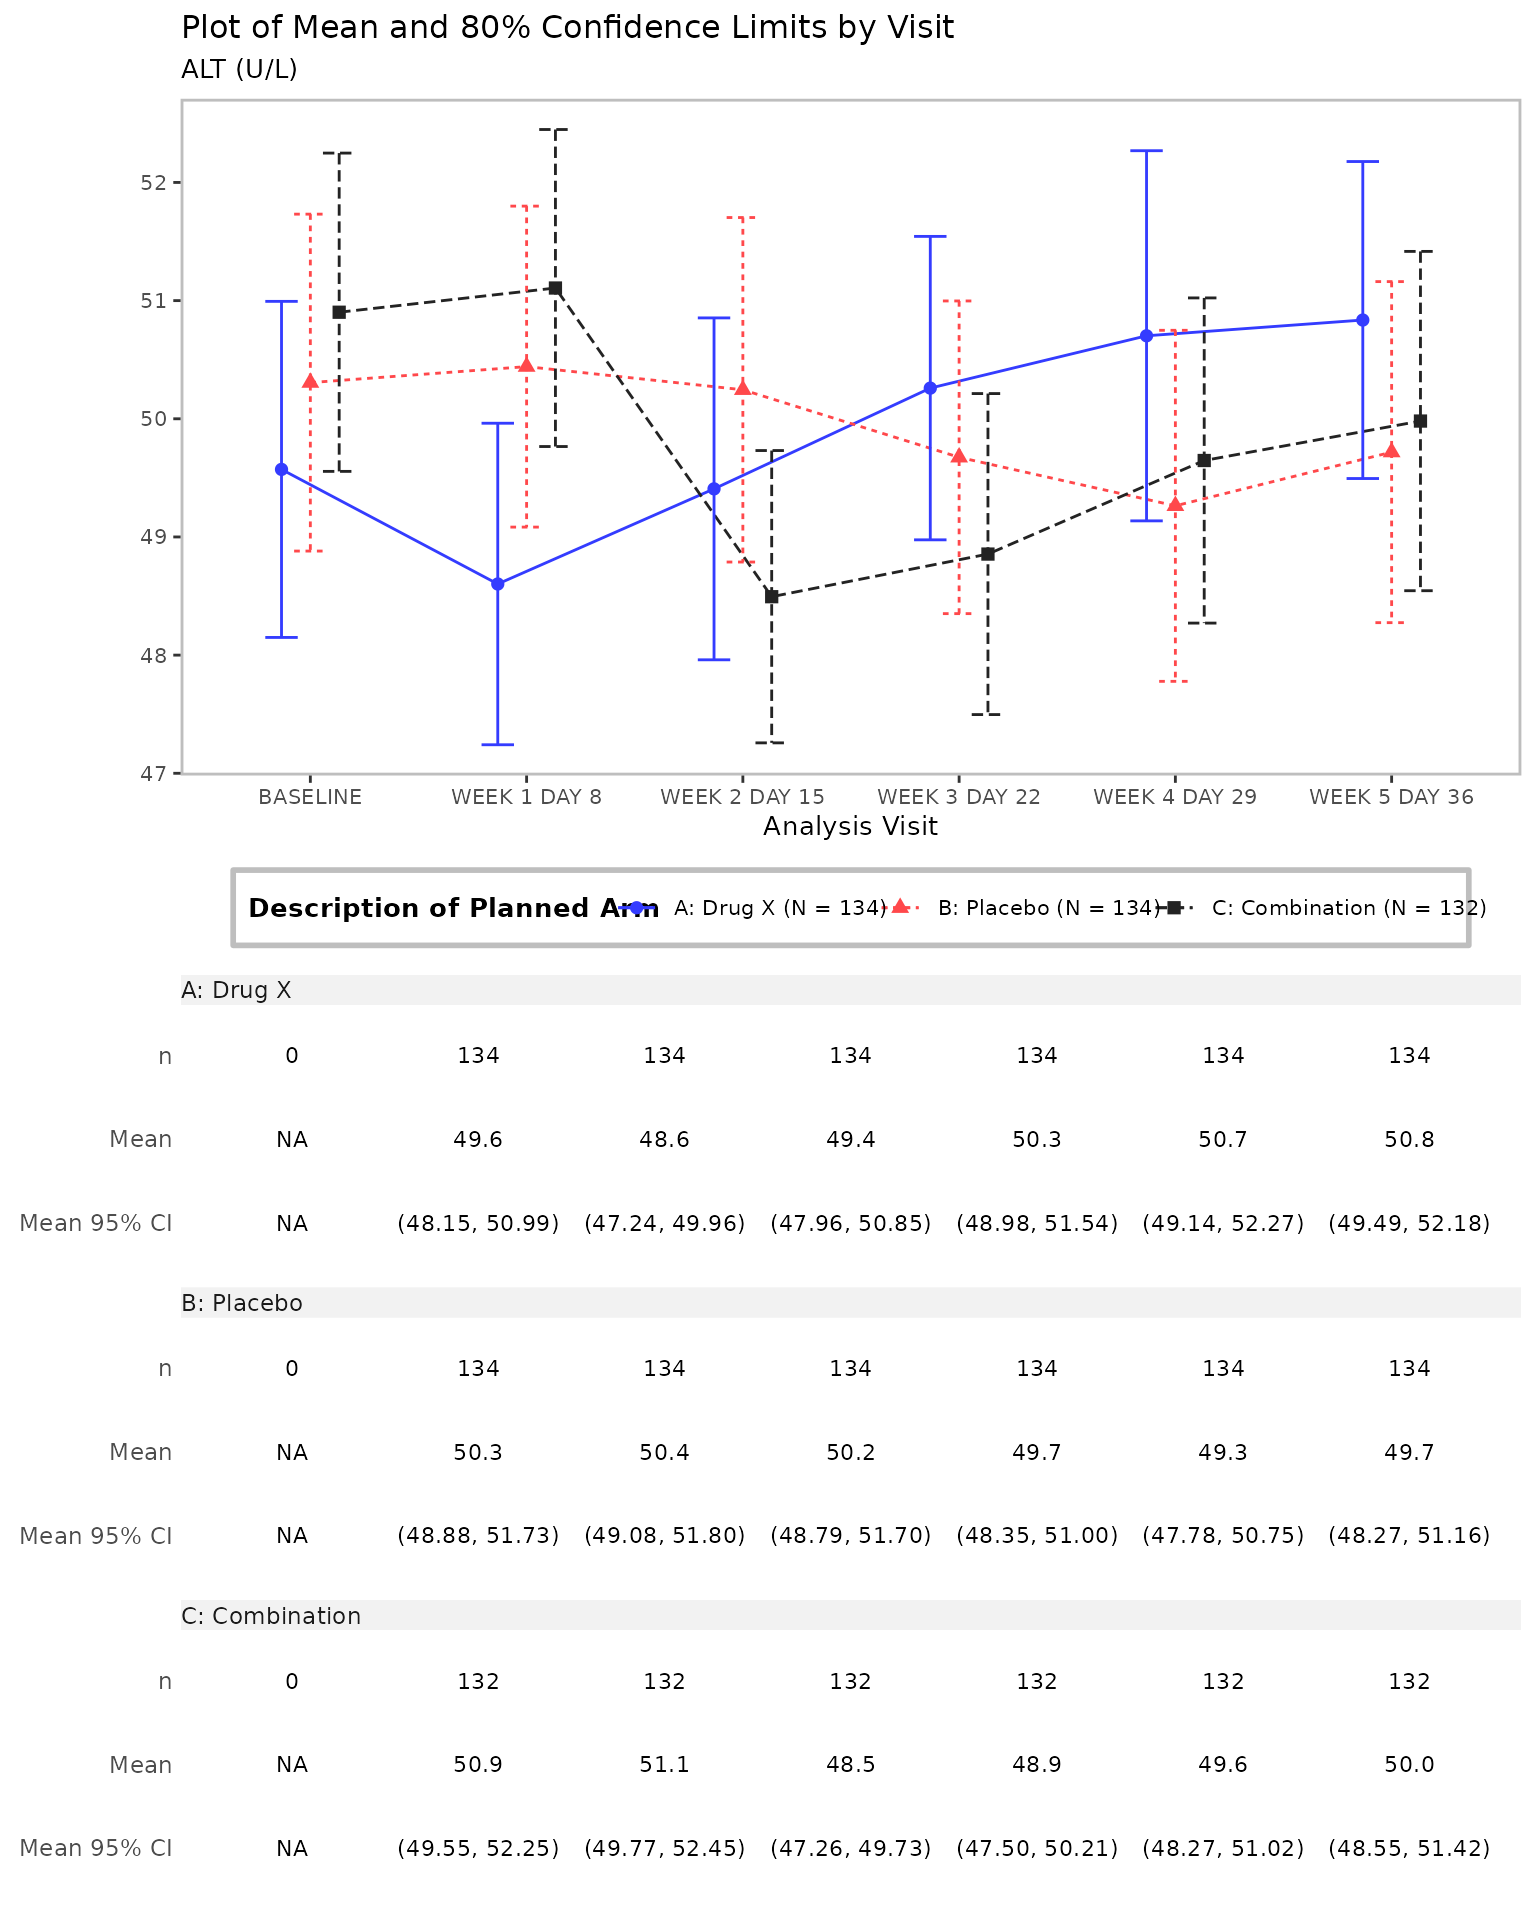 Plot of Mean and 80% Confidence Limits by Visit
ALT (U/L)
52
51
50
49
48
47
BASELINE WEEK 1 DAY 8 WEEK 2 DAY 15 WEEK 3 DAY 22 WEEK 4 DAY 29 WEEK 5 DAY 36
Analysis Visit
Description of Planned Arm A: Drug X (N = 134) B: Placebo (N = 134) C: Combination (N = 132)
A: Drug X
n 0 134 134 134 134 134 134
Mean NA 49.6 48.6 49.4 50.3 50.7 50.8
Mean 95% CI NA (48.15, 50.99) (47.24, 49.96) (47.96, 50.85) (48.98, 51.54) (49.14, 52.27) (49.49, 52.18)
B: Placebo
n 0 134 134 134 134 134 134
Mean NA 50.3 50.4 50.2 49.7 49.3 49.7
Mean 95% CI NA (48.88, 51.73) (49.08, 51.80) (48.79, 51.70) (48.35, 51.00) (47.78, 50.75) (48.27, 51.16)
C: Combination
n 0 132 132 132 132 132 132
Mean NA 50.9 51.1 48.5 48.9 49.6 50.0
Mean 95% CI NA (49.55, 52.25) (49.77, 52.45) (47.26, 49.73) (47.50, 50.21) (48.27, 51.02) (48.55, 51.42)